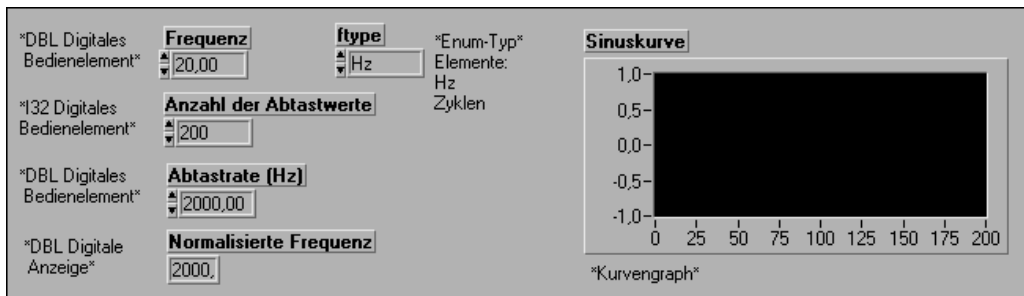 *DBL Digitales
Bedienelement*
Frequenz
20,00
ftype
Hz
*Enum-Typ*
Elemente:
Hz
Zyklen
*I32 Digitales
Bedienelement*
Anzahl der Abtastwerte
200
*DBL Digitales
Bedienelement*
Abtastrate (Hz)
2000,00
*DBL Digitale
Anzeige*
Normalisierte Frequenz
2000,
Sinuskurve
1,0
0,5
0,0
-0,5
-1,0
0 25 50 75 100 125 150 175 200
*Kurvengraph*